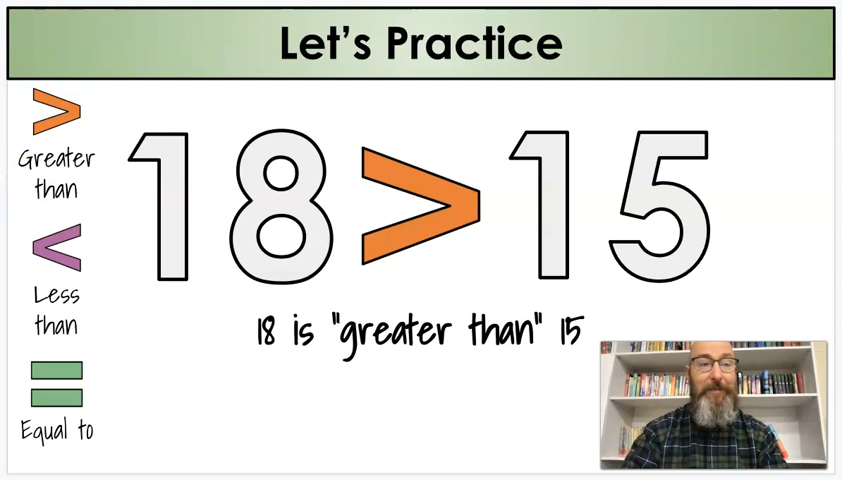 Let's Practice
>
Greater
than
<
Less
than
=
Equal to
18 > 15
18 is "greater than" 15